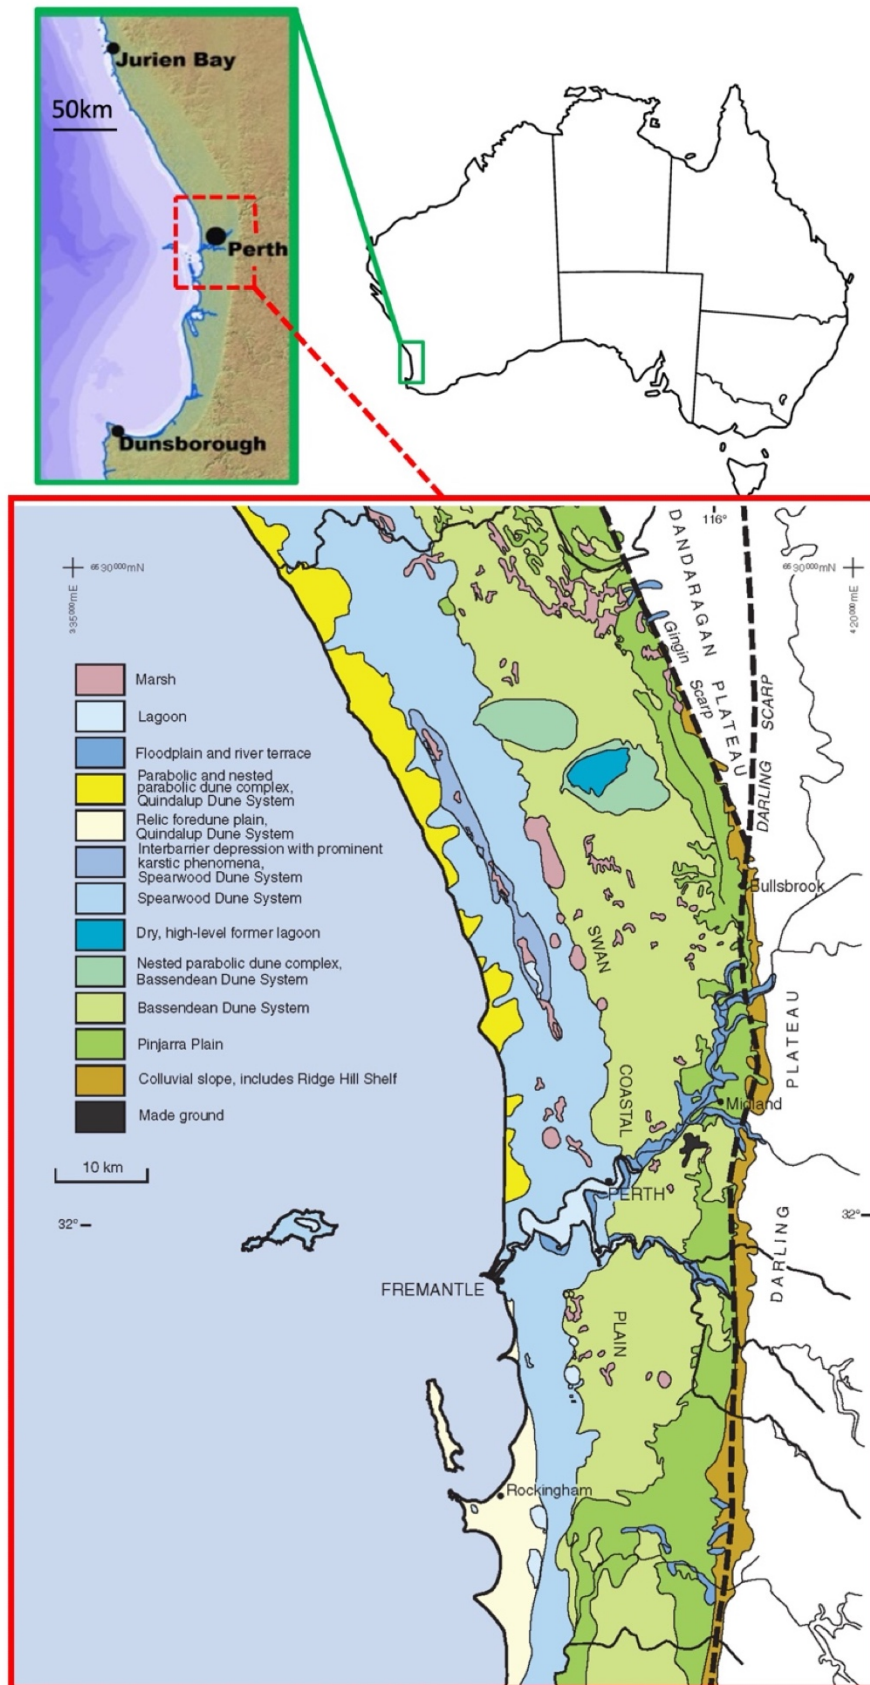 Jurien Bay
50km
Perth
Dunsborough
116°
6590000mN
6590000mN
335000mE
420000mE
DANDARAGAN PLATEAU
Gingin Scarp
DARLING SCARP
Marsh
Lagoon
Floodplain and river terrace
Parabolic and nested
parabolic dune complex,
Quindalup Dune System
Relic foredune plain,
Quindalup Dune System
Interbarrier depression with prominent
karstic phenomena,
Spearwood Dune System
Spearwood Dune System
Dry, high-level former lagoon
Nested parabolic dune complex,
Bassendean Dune System
Bassendean Dune System
Pinjarra Plain
Colluvial slope, includes Ridge Hill Shelf
Made ground
10 km
Bullsbrook
SWAN
COASTAL
PLAIN
Midland
PERTH
DARLING
PLATEAU
32°
32°
FREMANTLE
Rockingham